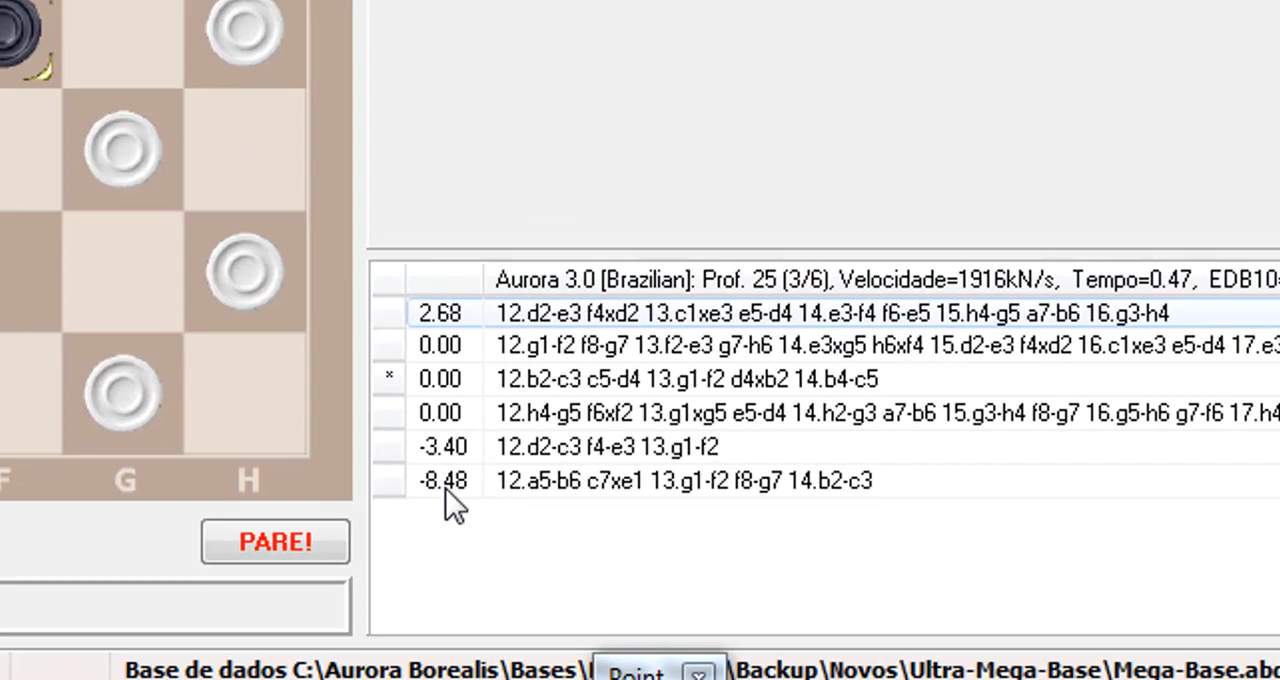 Aurora 3.0 [Brazilian]: Prof. 25 (3/6), Velocidade=1916kN/s, Tempo=0.47, EDB10=
2.68 12.d2-e3 f4xd2 13.c1xe3 e5-d4 14.e3-f4 f6-e5 15.h4-g5 a7-b6 16.g3-h4
0.00 12.g1-f2 f8-g7 13.f2-e3 g7-h6 14.e3xg5 h6xf4 15.d2-e3 f4xd2 16.c1xe3 e5-d4 17.e3
* 0.00 12.b2-c3 c5-d4 13.g1-f2 d4xb2 14.b4-c5
0.00 12.h4-g5 f6xf2 13.g1xg5 e5-d4 14.h2-g3 a7-b6 15.g3-h4 f8-g7 16.g5-h6 g7-f6 17.h4
-3.40 12.d2-c3 f4-e3 13.g1-f2
-8.48 12.a5-b6 c7xe1 13.g1-f2 f8-g7 14.b2-c3
F G H
PARE!
Base de dados C:\Aurora Borealis\Bases\ \Backup\Novos\Ultra-Mega-Base\Mega-Base.abd
Point